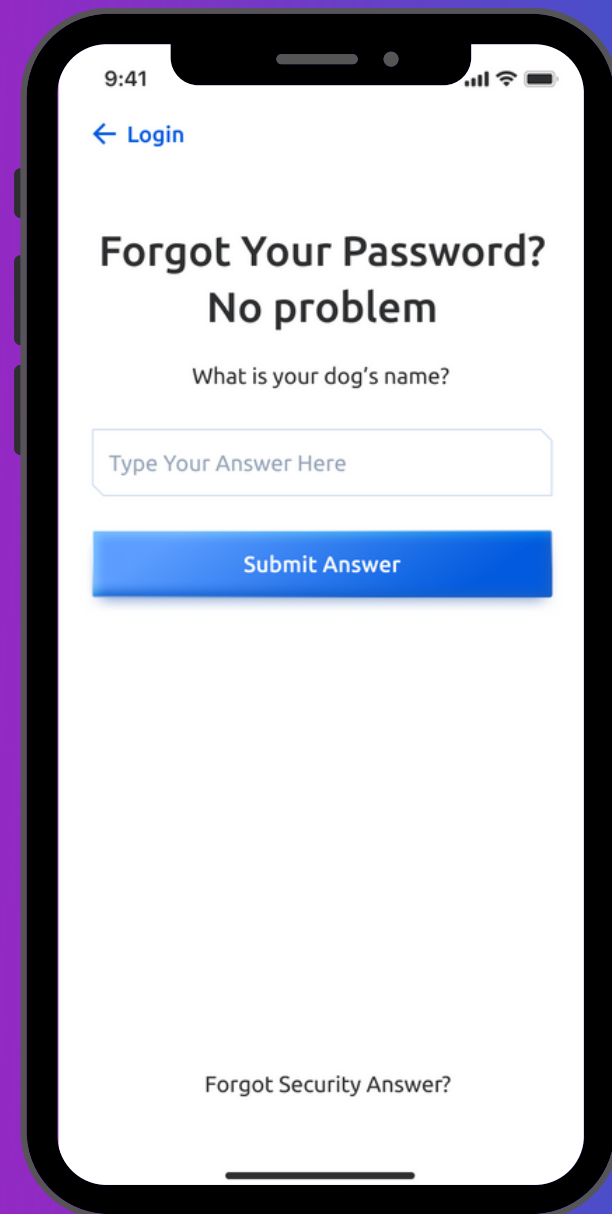 9:41
Login
Forgot Your Password?
No problem
What is your dog’s name?
Type Your Answer Here
Submit Answer
Forgot Security Answer?